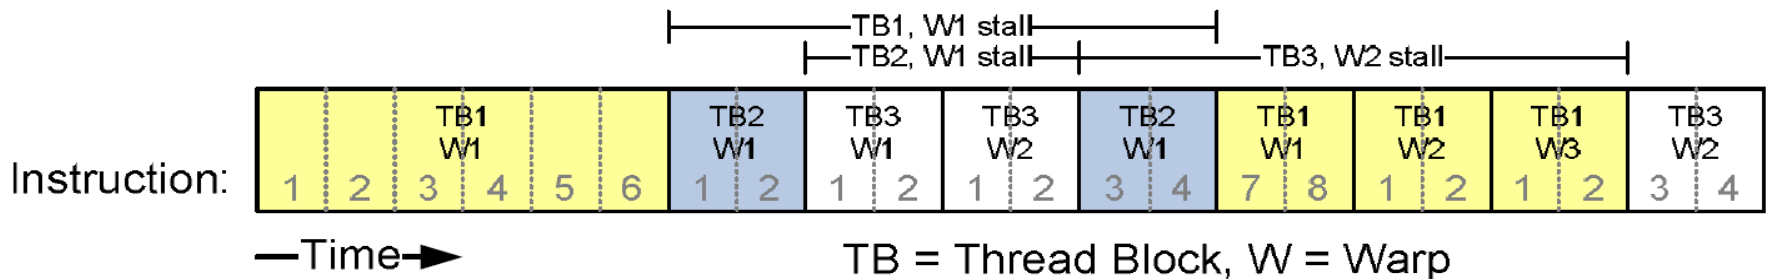 TB1, W1 stall
TB2, W1 stall TB3, W2 stall
TB1 TB2 TB3 TB3 TB2 TB1 TB1 TB1 TB3
W1 W1 W1 W2 W1 W1 W2 W3 W2
Instruction: 1 2 3 4 5 6 1 2 1 2 1 2 3 4 7 8 1 2 1 2 3 4
Time
TB = Thread Block, W = Warp